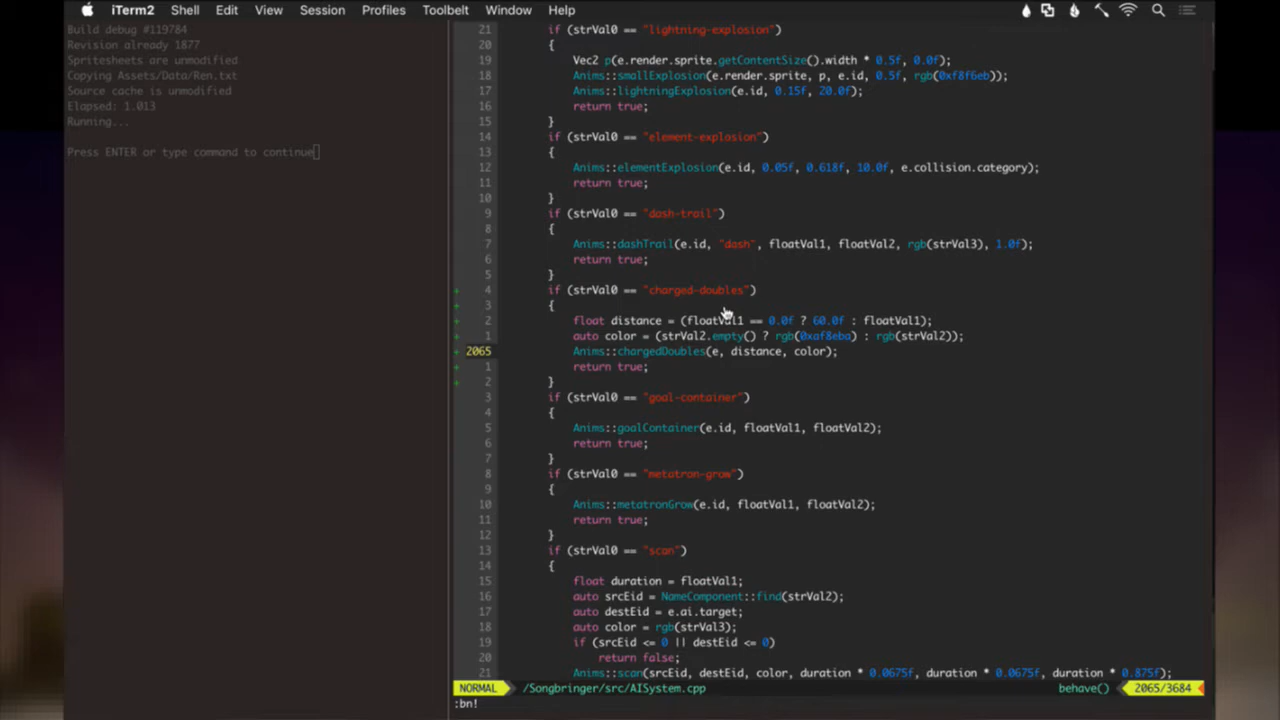 iTerm2 Shell Edit View Session Profiles Toolbelt Window Help
Build debug #119784
Revision already 1877
Spritesheets are unmodified
Copying Assets/Data/Ren.txt
Source cache is unmodified
Elapsed: 1.013
Running...
Press ENTER or type command to continue
21 if (strVal0 == "lightning-explosion")
20 {
19 Vec2 p(e.render.sprite.getContentSize().width * 0.5f, 0.0f);
18 Anims::smallExplosion(e.render.sprite, p, e.id, 0.5f, rgb(0xf8f6eb));
17 Anims::lightningExplosion(e.id, 0.15f, 20.0f);
16 return true;
15 }
14 if (strVal0 == "element-explosion")
13 {
12 Anims::elementExplosion(e.id, 0.05f, 0.618f, 10.0f, e.collision.category);
11 return true;
10 }
9 if (strVal0 == "dash-trail")
8 {
7 Anims::dashTrail(e.id, "dash", floatVal1, floatVal2, rgb(strVal3), 1.0f);
6 return true;
5 }
+ 4 if (strVal0 == "charged-doubles")
+ 3 {
+ 2 float distance = (floatVal1 == 0.0f ? 60.0f : floatVal1);
+ 1 auto color = (strVal2.empty() ? rgb(0xaf8eba) : rgb(strVal2));
+ 2065 Anims::chargedDoubles(e, distance, color);
+ 1 return true;
+ 2 }
3 if (strVal0 == "goal-container")
4 {
5 Anims::goalContainer(e.id, floatVal1, floatVal2);
6 return true;
7 }
8 if (strVal0 == "metatron-grow")
9 {
10 Anims::metatronGrow(e.id, floatVal1, floatVal2);
11 return true;
12 }
13 if (strVal0 == "scan")
14 {
15 float duration = floatVal1;
16 auto srcEid = NameComponent::find(strVal2);
17 auto destEid = e.ai.target;
18 auto color = rgb(strVal3);
19 if (srcEid <= 0 || destEid <= 0)
20 return false;
21 Anims::scan(srcEid, destEid, color, duration * 0.0675f, duration * 0.0675f, duration * 0.875f);
NORMAL /Songbringer/src/AISystem.cpp behave() 2065/3684
:bn!